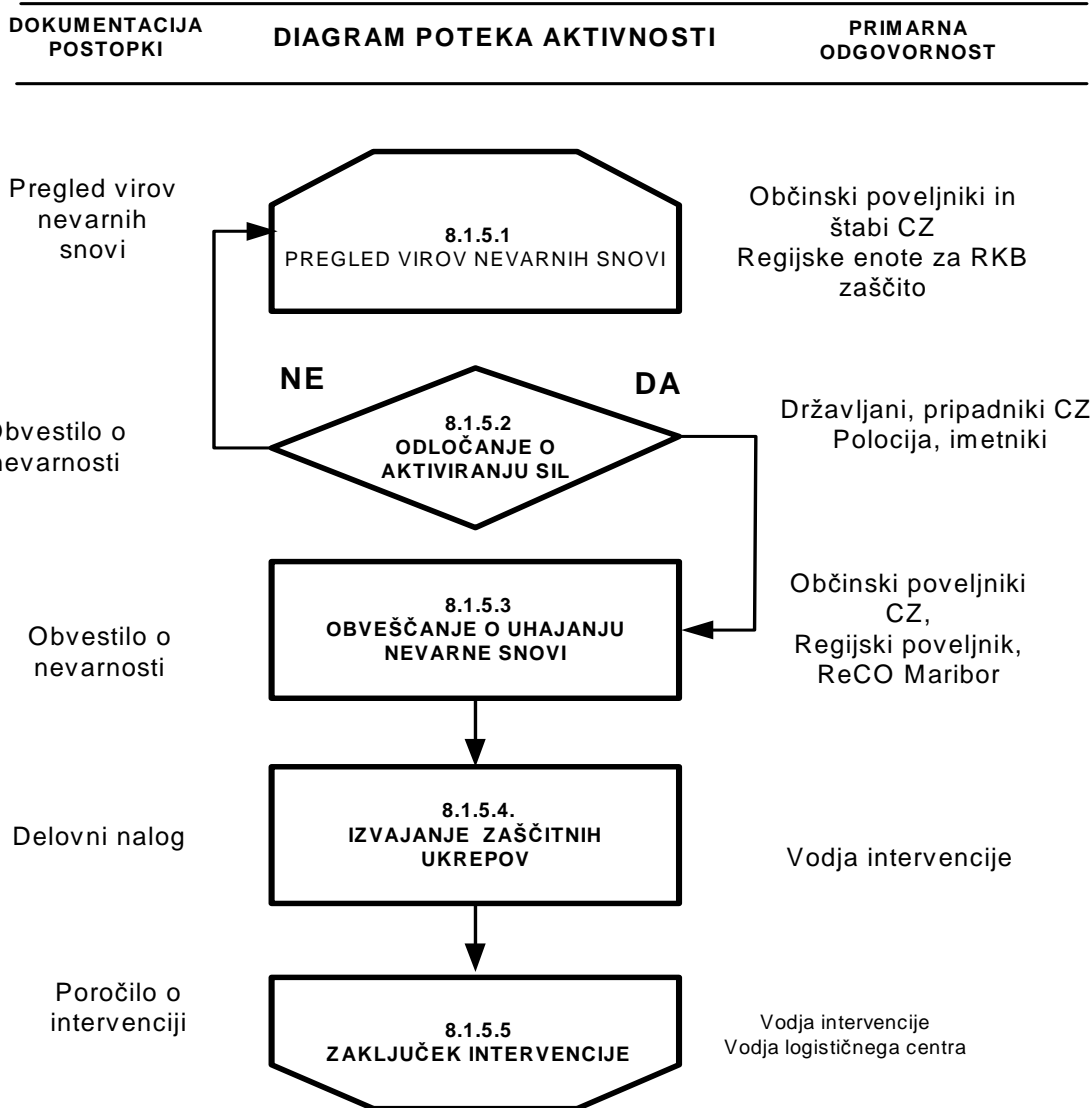 DOKUMENTACIJA
POSTOPKI
DIAGRAM POTEKA AKTIVNOSTI
PRIMARNA
ODGOVORNOST
Pregled virov
nevarnih
snovi
8.1.5.1
PREGLED VIROV NEVARNIH SNOVI
Občinski poveljniki in
štabi CZ
Regijske enote za RKB
zaščito
NE
DA
Obvestilo o
nevarnosti
8.1.5.2
ODLOČANJE O
AKTIVIRANJU SIL
Državljani, pripadniki CZ
Polocija, imetniki
Obvestilo o
nevarnosti
8.1.5.3
OBVEŠČANJE O UHAJANJU
NEVARNE SNOVI
Občinski poveljniki
CZ,
Regijski poveljnik,
ReCO Maribor
Delovni nalog
8.1.5.4.
IZVAJANJE ZAŠČITNIH
UKREPOV
Vodja intervencije
Poročilo o
intervenciji
8.1.5.5
ZAKLJUČEK INTERVENCIJE
Vodja intervencije
Vodja logističnega centra